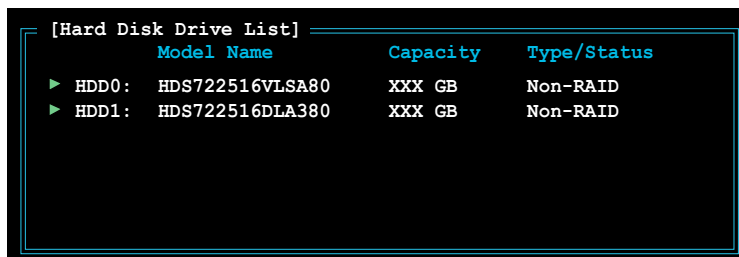 [Hard Disk Drive List]
Model Name Capacity Type/Status
HDD0: HDS722516VLSA80 XXX GB Non-RAID
HDD1: HDS722516DLA380 XXX GB Non-RAID